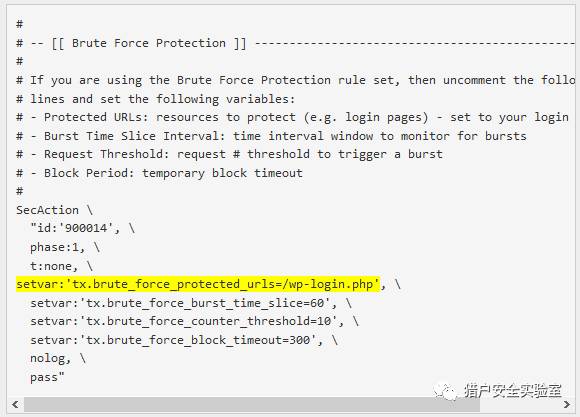 #
# -- [[ Brute Force Protection ]] ----------------------------------------------
#
# If you are using the Brute Force Protection rule set, then uncomment the follo
# lines and set the following variables:
# - Protected URLs: resources to protect (e.g. login pages) - set to your login
# - Burst Time Slice Interval: time interval window to monitor for bursts
# - Request Threshold: request # threshold to trigger a burst
# - Block Period: temporary block timeout
#
SecAction \
"id:'900014', \
phase:1, \
t:none, \
setvar:'tx.brute_force_protected_urls=/wp-login.php', \
setvar:'tx.brute_force_burst_time_slice=60', \
setvar:'tx.brute_force_counter_threshold=10', \
setvar:'tx.brute_force_block_timeout=300', \
nolog, \
pass"
猎户安全实验室